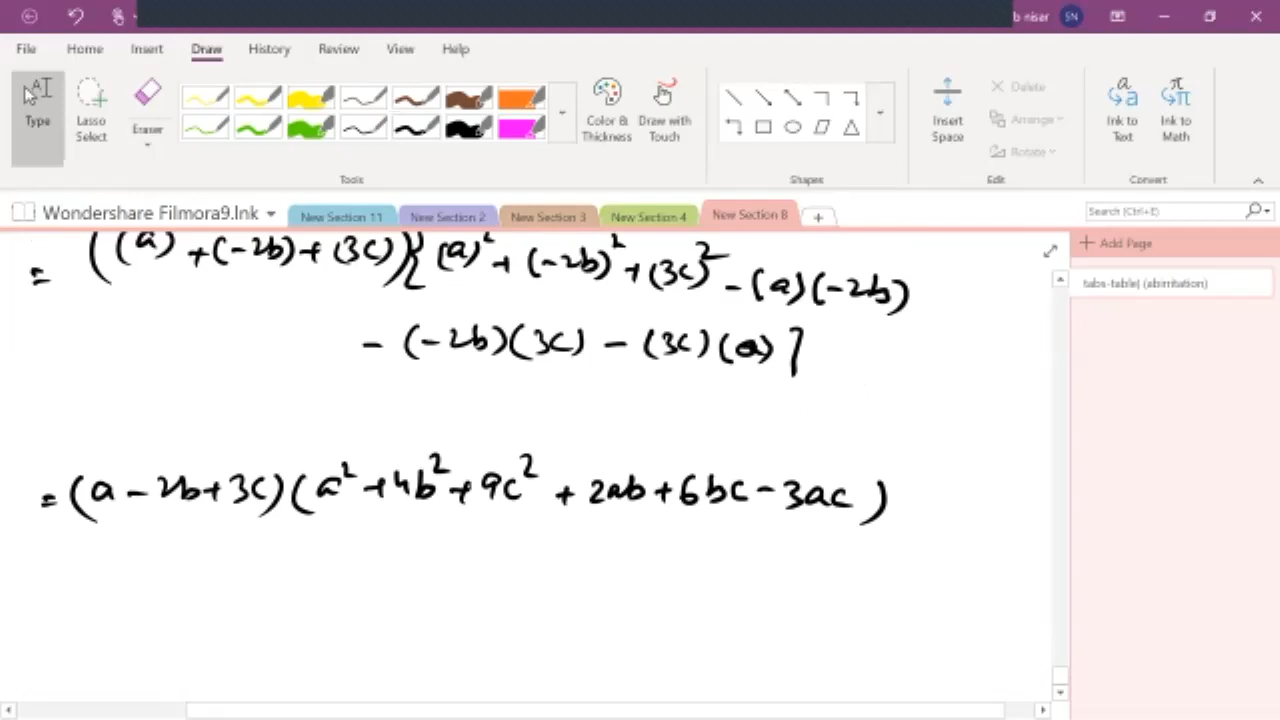 b nisar SN
File Home Insert Draw History Review View Help
Type
Lasso Select
Eraser
Color & Thickness
Draw with Touch
Insert Space
Delete
Arrange
Rotate
Ink to Text
Ink to Math
Tools Shapes Edit Convert
Wondershare Filmora9.lnk New Section 11 New Section 2 New Section 3 New Section 4 New Section 8 + Search (Ctrl+E)
+ Add Page
= ((a)+(-2b)+(3c)){(a)²+(-2b)²+(3c)²-(a)(-2b)
-(-2b)(3c)-(3c)(a)}
=(a-2b+3c)(a²+4b²+9c²+2ab+6bc-3ac)